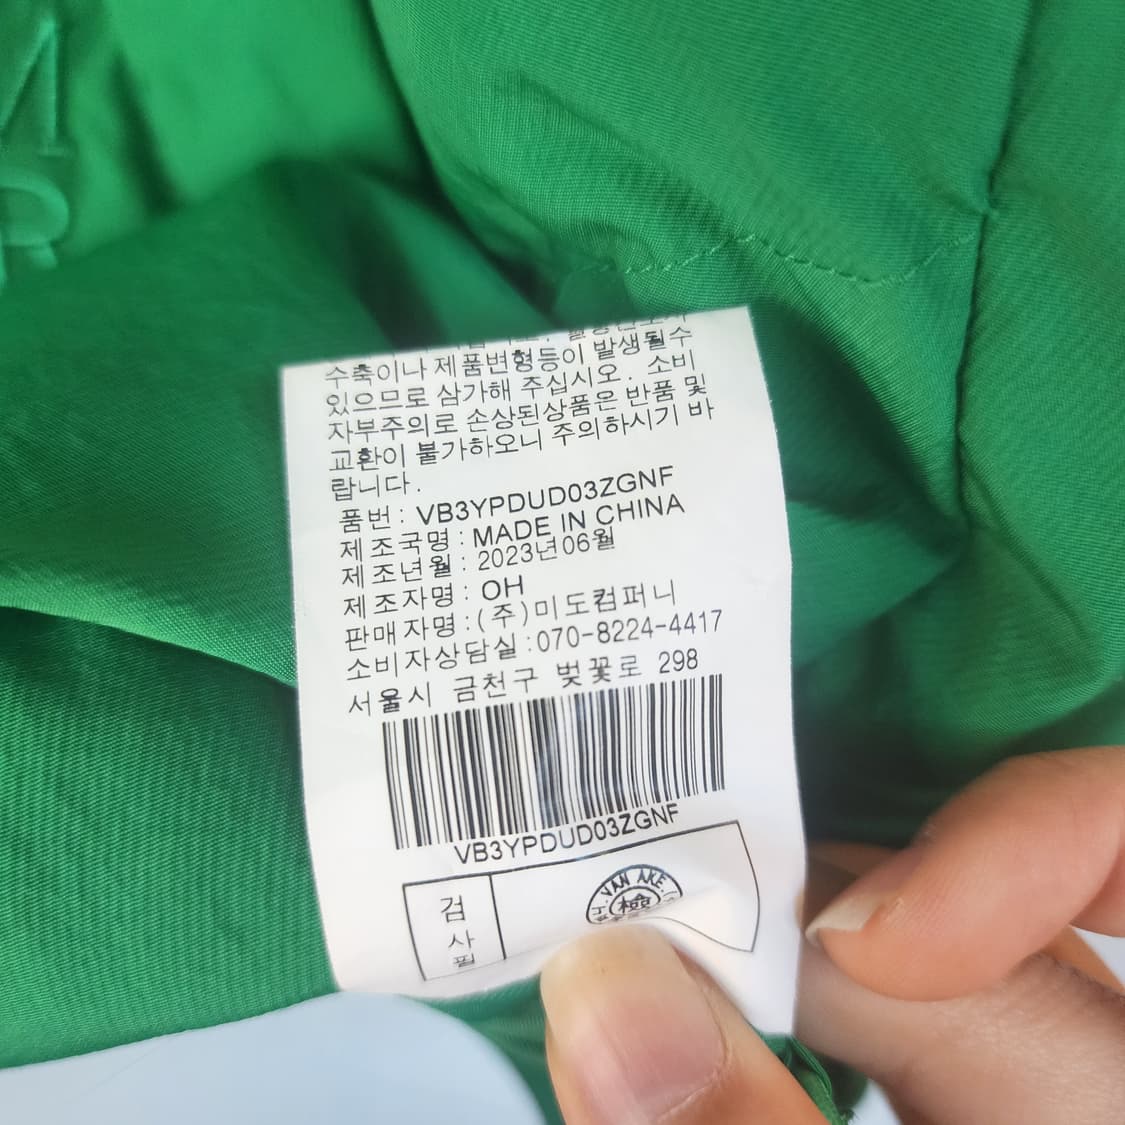 수축이나 제품변형등이 발생될수
있으므로 삼가해 주십시오. 소비
자부주의로 손상된상품은 반품 및
교환이 불가하오니 주의하시기 바
랍니다.
품번: VB3YPDUD03ZGNF
제조국명: MADE IN CHINA
제조년월: 2023년06월
제조자명: OH
판매자명:(주)미도컴퍼니
소비자상담실:070-8224-4417
서울시 금천구 벚꽃로 298
VB3YPDUD03ZGNF
검사필
H. VAN AKE.
檢